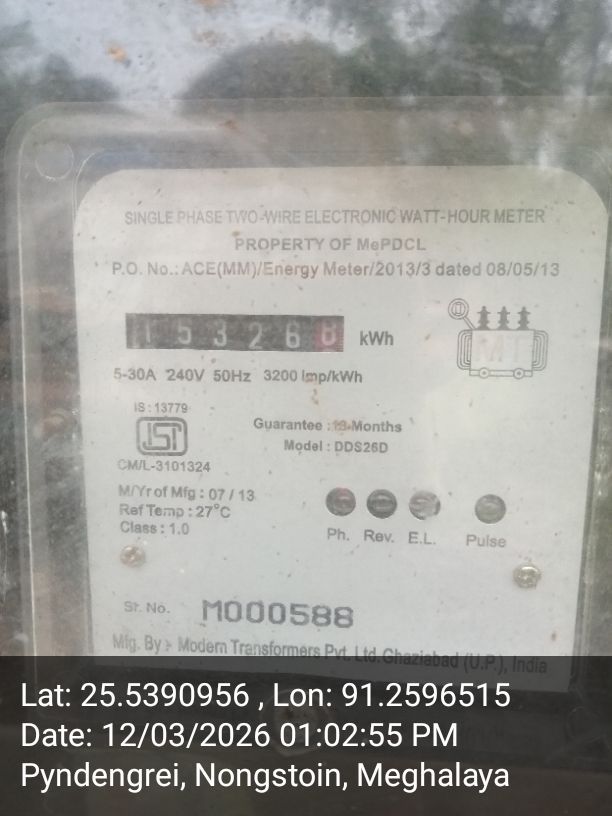 SINGLE PHASE TWO-WIRE ELECTRONIC WATT-HOUR METER
PROPERTY OF MePDCL
P.O. No.: ACE(MM)/Energy Meter/2013/3 dated 08/05/13
153268 kWh
MT
5-30A 240V 50Hz 3200 Imp/kWh
IS : 13779
ISI
CM/L-3101324
Guarantee : 18 Months
Model : DDS26D
M/Yr of Mfg : 07 / 13
Ref Temp : 27°C
Class : 1.0
Ph. Rev. E.L. Pulse
Sr. No. M000588
Mfg. By :- Modern Transformers Pvt. Ltd. Ghaziabad (U.P.), India
Lat: 25.5390956 , Lon: 91.2596515
Date: 12/03/2026 01:02:55 PM
Pyndengrei, Nongstoin, Meghalaya